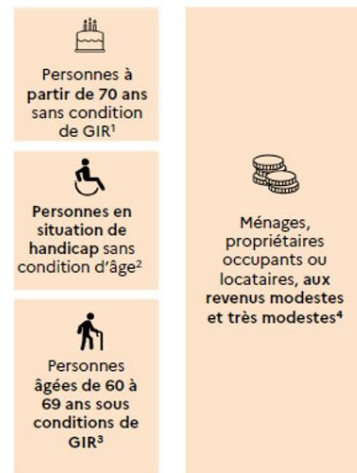 Personnes à
partir de 70 ans
sans condition
de GIR¹
Personnes en
situation de
handicap sans
condition d'âge²
Personnes
âgées de 60 à
69 ans sous
conditions de
GIR³
Ménages,
propriétaires
occupants ou
locataires, aux
revenus modestes
et très modestes⁴